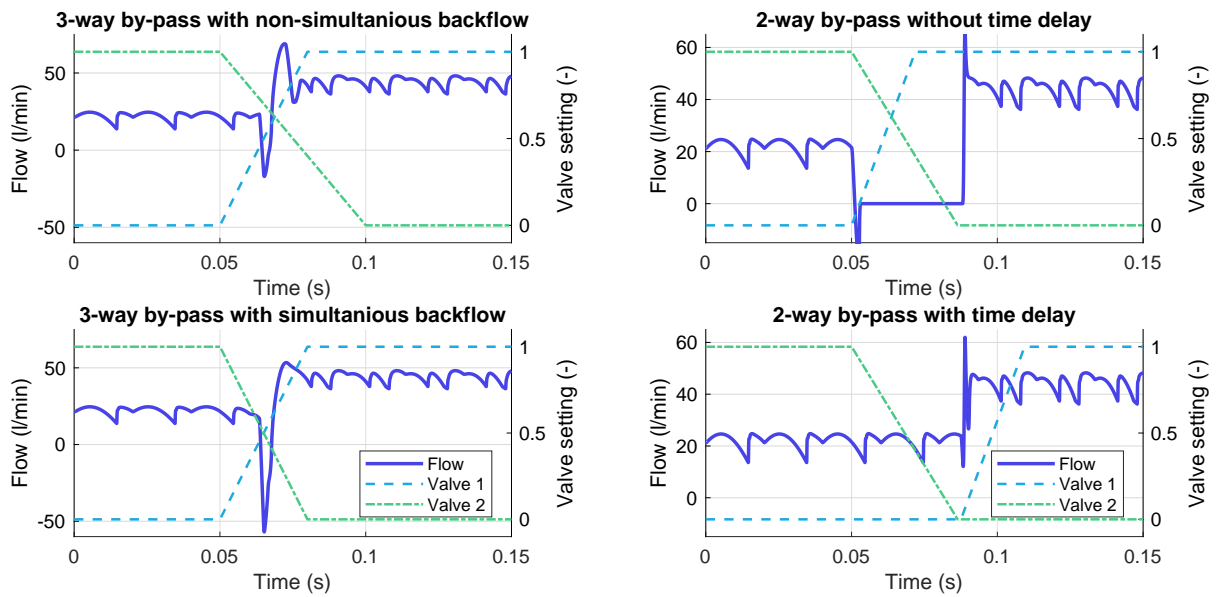 3-way by-pass with non-simultanious backflow
Flow (l/min)
50
0
-50
1
0.5
0
Valve setting (-)
0 0.05 0.1 0.15
Time (s)
2-way by-pass without time delay
Flow (l/min)
60
40
20
0
1
0.5
0
Valve setting (-)
0 0.05 0.1 0.15
Time (s)
3-way by-pass with simultanious backflow
Flow (l/min)
50
0
-50
1
0.5
0
Valve setting (-)
Flow
Valve 1
Valve 2
0 0.05 0.1 0.15
Time (s)
2-way by-pass with time delay
Flow (l/min)
60
40
20
0
1
0.5
0
Valve setting (-)
Flow
Valve 1
Valve 2
0 0.05 0.1 0.15
Time (s)